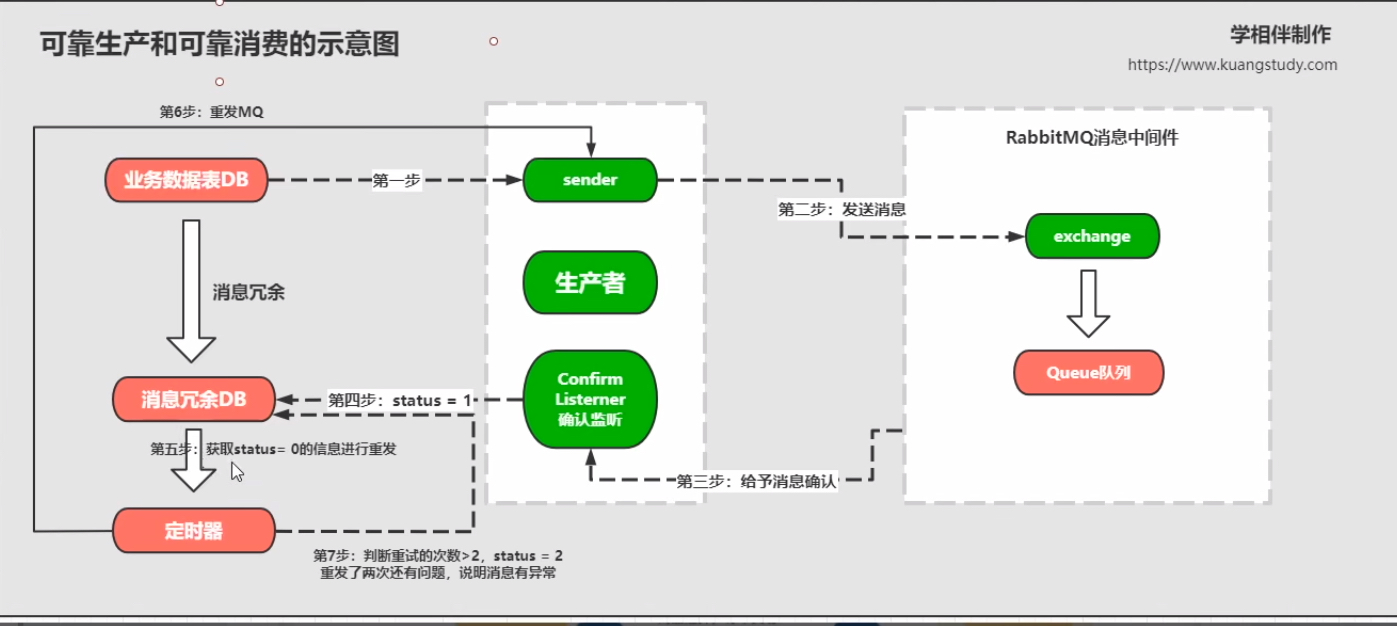 可靠生产和可靠消费的示意图
学相伴制作
https://www.kuangstudy.com
第6步：重发MQ
RabbitMQ消息中间件
业务数据表DB
第一步
sender
第二步：发送消息
exchange
生产者
消息冗余
Queue队列
Confirm
Listerner
确认监听
消息冗余DB
第四步：status = 1
第五步：获取status= 0的信息进行重发
第三步：给予消息确认
定时器
第7步：判断重试的次数>2，status = 2
重发了两次还有问题，说明消息有异常